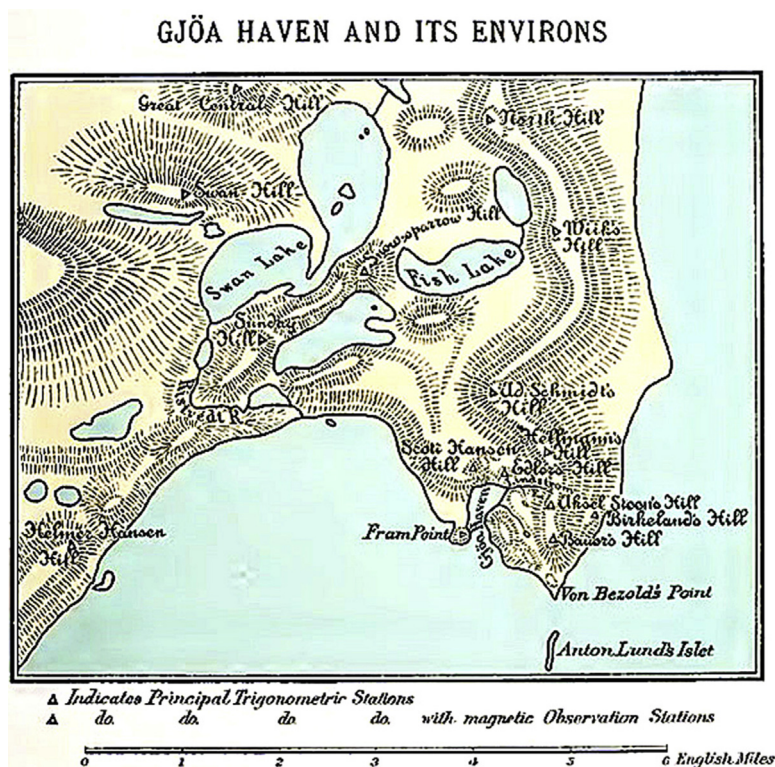 GJÖA HAVEN AND ITS ENVIRONS
Great Central Hill
North Hill
Swan Hill
Snowsparrow Hill
Wiik's
Hill
Swan Lake
Fish Lake
Sunday
Hill
Ad. Schmidt's
Hill
Hellmann's
Hill
Scott Hansen
Hill
Edler's Hill
Aksel Steen's Hill
Birkeland's Hill
Helmer Hansen
Hill
Fram Point
Gjöa Haven
Bauer's Hill
Von Bezold's Point
Anton Lund's Islet
Indicates Principal Trigonometric Stations
do. do. do. do. with magnetic Observation Stations
0 1 2 3 4 5 6 English Miles